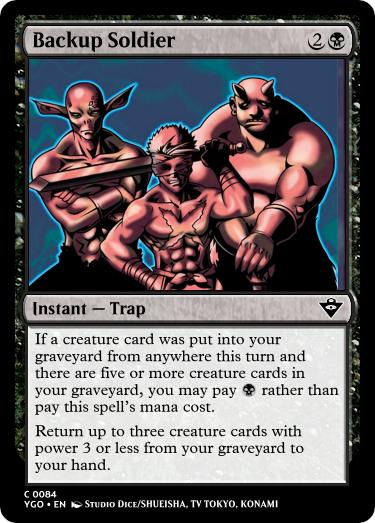 Backup Soldier 2
Instant — Trap
If a creature card was put into your
graveyard from anywhere this turn and
there are five or more creature cards in
your graveyard, you may pay rather than
pay this spell's mana cost.
Return up to three creature cards with
power 3 or less from your graveyard to
your hand.
C 0084
YGO • EN Studio Dice/SHUEISHA, TV TOKYO, KONAMI